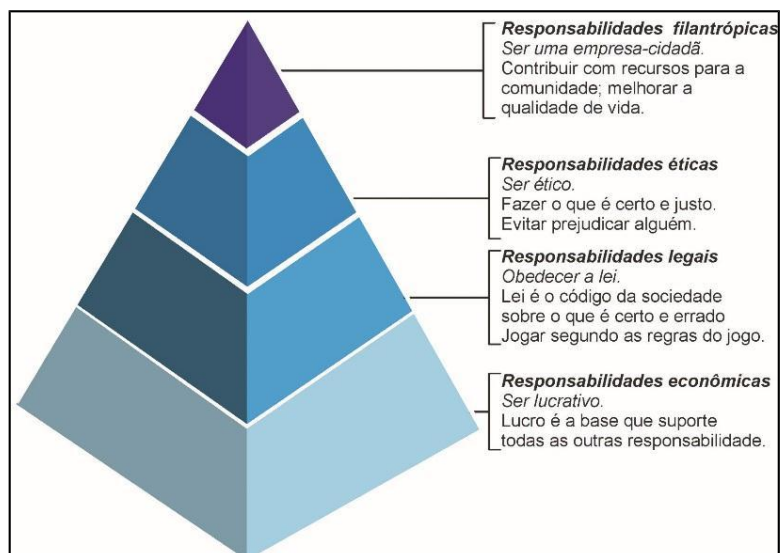 Responsabilidades filantrópicas
Ser uma empresa-cidadã.
Contribuir com recursos para a
comunidade; melhorar a
qualidade de vida.
Responsabilidades éticas
Ser ético.
Fazer o que é certo e justo.
Evitar prejudicar alguém.
Responsabilidades legais
Obedecer a lei.
Lei é o código da sociedade
sobre o que é certo e errado
Jogar segundo as regras do jogo.
Responsabilidades econômicas
Ser lucrativo.
Lucro é a base que suporte
todas as outras responsabilidade.